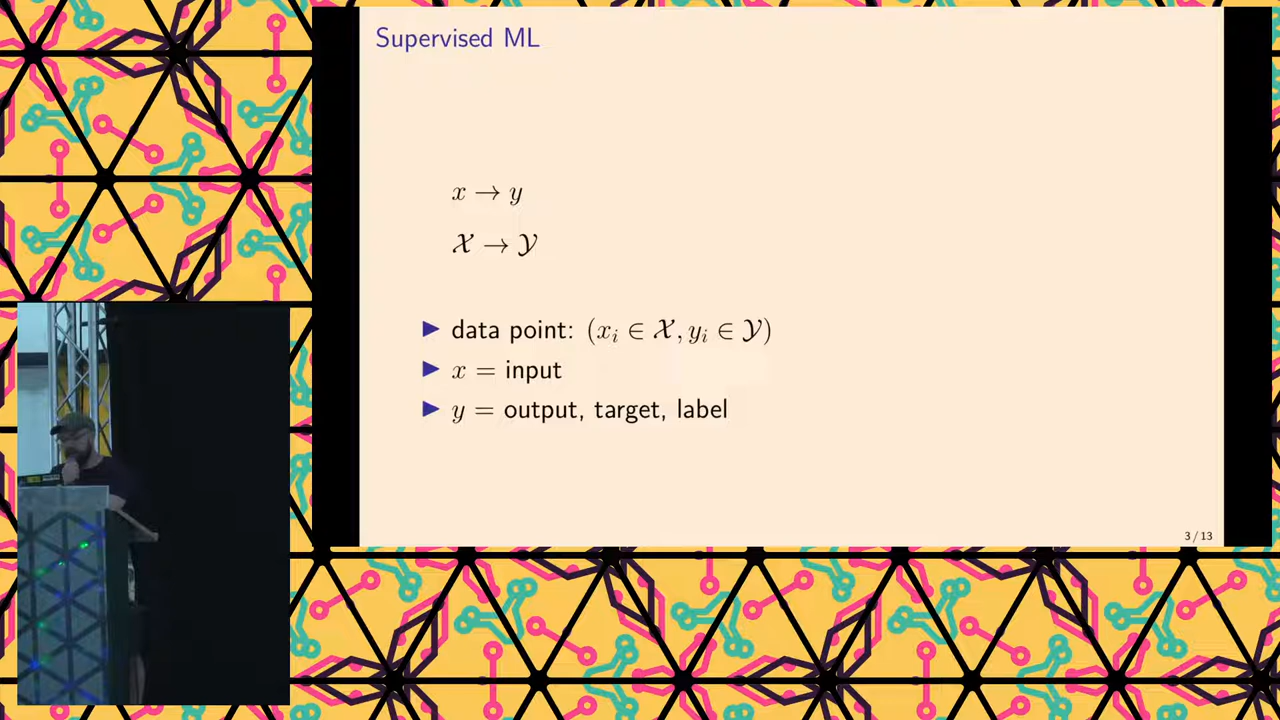 Supervised ML
x → y
𝒳 → 𝒴
▶ data point: (xᵢ ∈ 𝒳, yᵢ ∈ 𝒴)
▶ x = input
▶ y = output, target, label
3 / 13